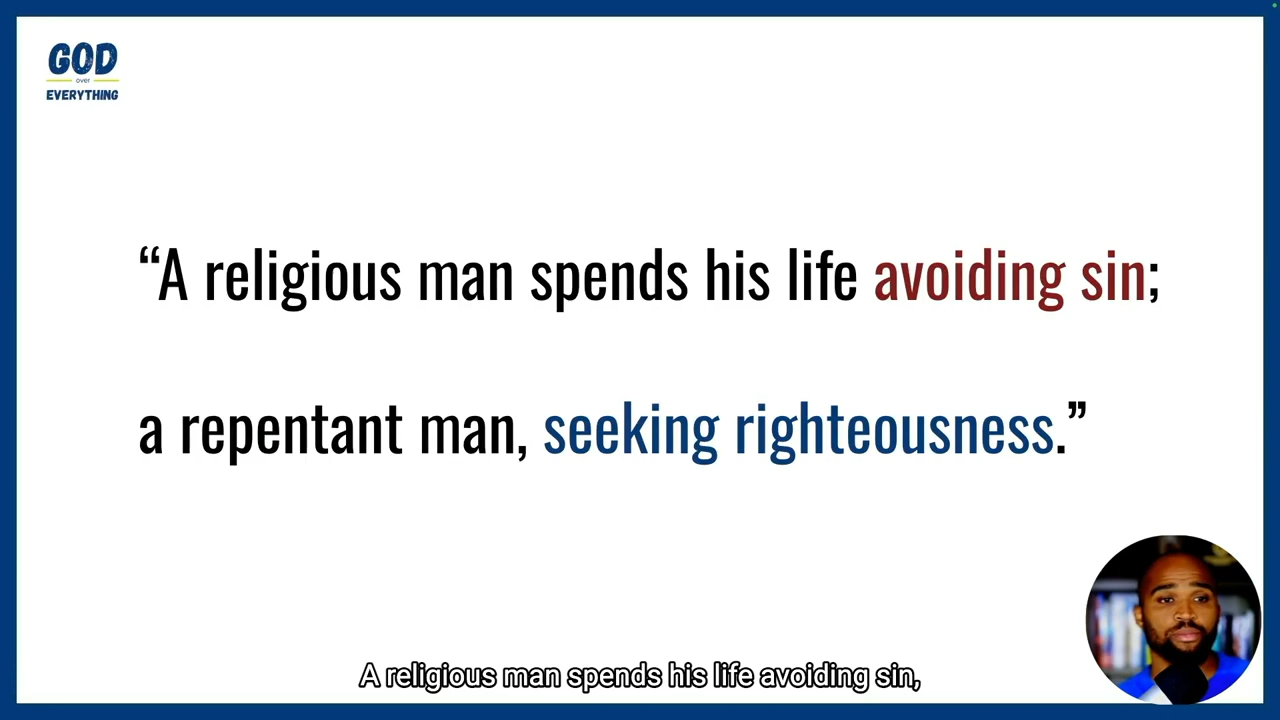 GOD
over
EVERYTHING
“A religious man spends his life avoiding sin;
a repentant man, seeking righteousness.”
A religious man spends his life avoiding sin,